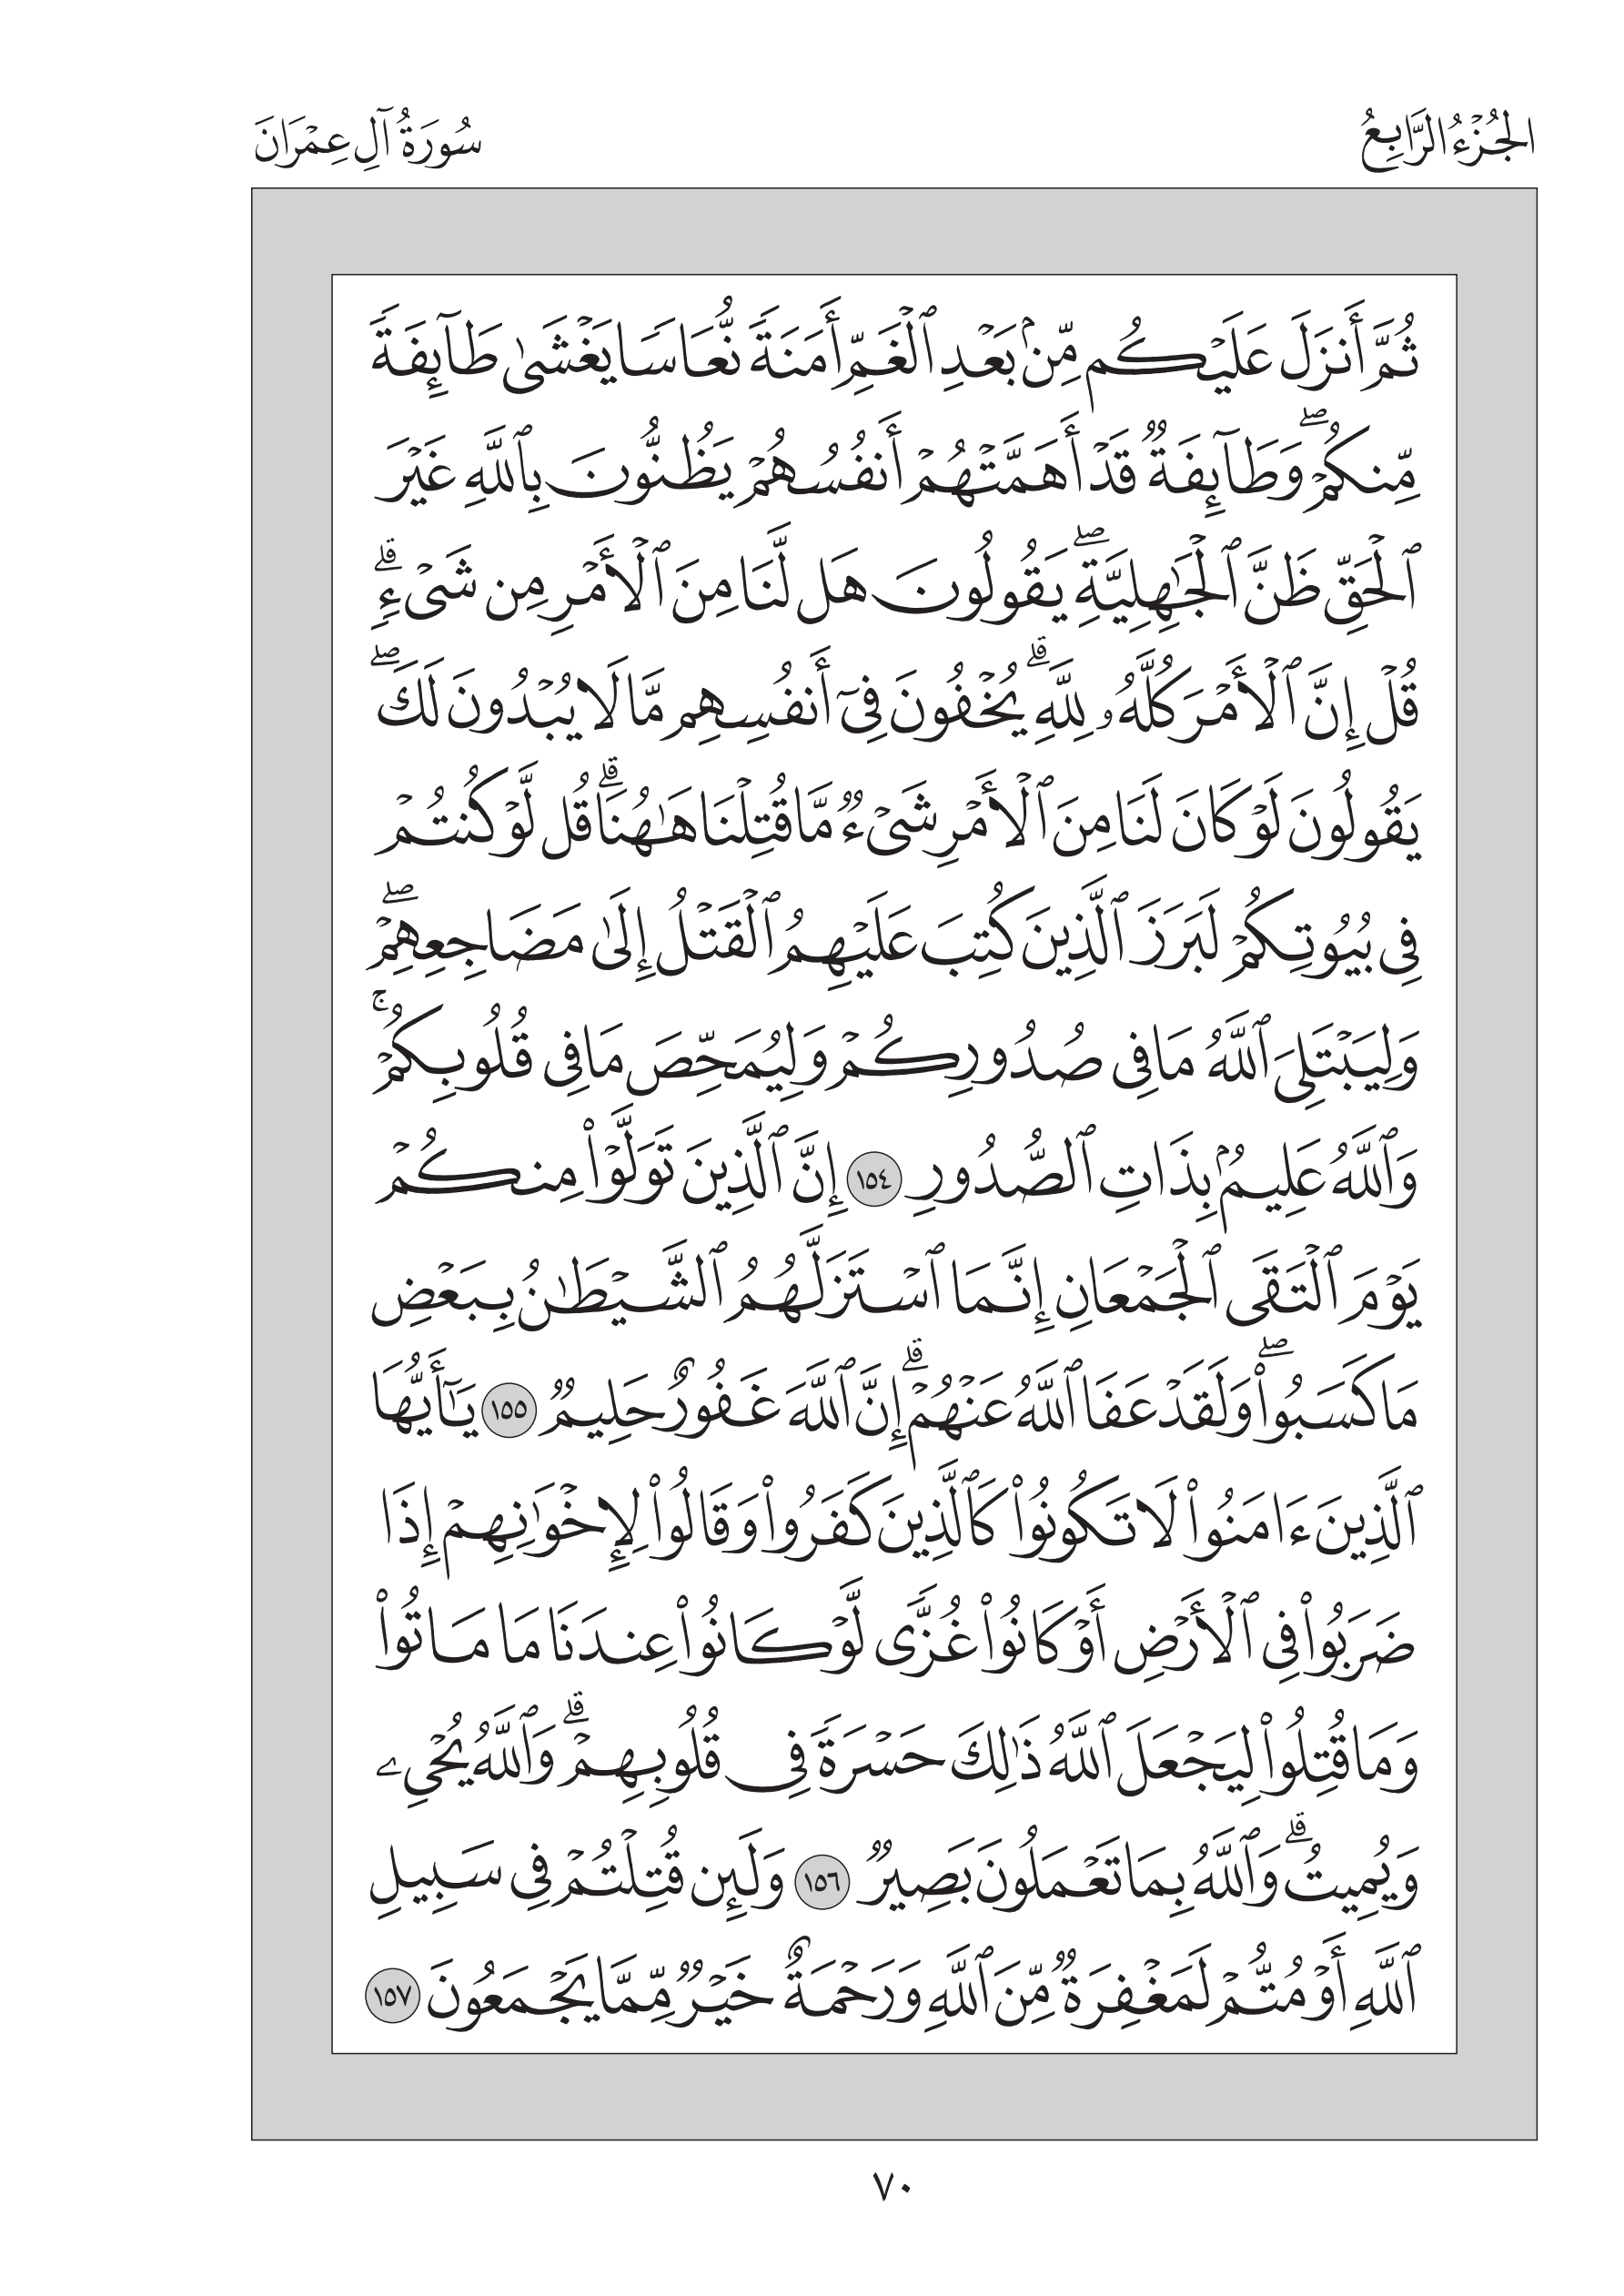 الجُزْءُ الرَّابِعُ
سُورَةُ آلِ عِمْرَانَ
ثُمَّ أَنزَلَ عَلَيْكُم مِّنۢ بَعْدِ ٱلْغَمِّ أَمَنَةً نُّعَاسًا يَغْشَىٰ طَآئِفَةً
مِّنكُمْ ۖ وَطَآئِفَةٌ قَدْ أَهَمَّتْهُمْ أَنفُسُهُمْ يَظُنُّونَ بِٱللَّهِ غَيْرَ
ٱلْحَقِّ ظَنَّ ٱلْجَٰهِلِيَّةِ ۖ يَقُولُونَ هَل لَّنَا مِنَ ٱلْأَمْرِ مِن شَىْءٍ ۗ
قُلْ إِنَّ ٱلْأَمْرَ كُلَّهُۥ لِلَّهِ ۗ يُخْفُونَ فِىٓ أَنفُسِهِم مَّا لَا يُبْدُونَ لَكَ ۖ
يَقُولُونَ لَوْ كَانَ لَنَا مِنَ ٱلْأَمْرِ شَىْءٌ مَّا قُتِلْنَا هَٰهُنَا ۗ قُل لَّوْ كُنتُمْ
فِى بُيُوتِكُمْ لَبَرَزَ ٱلَّذِينَ كُتِبَ عَلَيْهِمُ ٱلْقَتْلُ إِلَىٰ مَضَاجِعِهِمْ ۖ
وَلِيَبْتَلِىَ ٱللَّهُ مَا فِى صُدُورِكُمْ وَلِيُمَحِّصَ مَا فِى قُلُوبِكُمْ ۚ
وَٱللَّهُ عَلِيمٌۢ بِذَاتِ ٱلصُّدُورِ ١٥٤ إِنَّ ٱلَّذِينَ تَوَلَّوْا۟ مِنكُمْ
يَوْمَ ٱلْتَقَى ٱلْجَمْعَانِ إِنَّمَا ٱسْتَزَلَّهُمُ ٱلشَّيْطَٰنُ بِبَعْضِ
مَا كَسَبُوا۟ ۖ وَلَقَدْ عَفَا ٱللَّهُ عَنْهُمْ ۗ إِنَّ ٱللَّهَ غَفُورٌ حَلِيمٌ ١٥٥ يَٰٓأَيُّهَا
ٱلَّذِينَ ءَامَنُوا۟ لَا تَكُونُوا۟ كَٱلَّذِينَ كَفَرُوا۟ وَقَالُوا۟ لِإِخْوَٰنِهِمْ إِذَا
ضَرَبُوا۟ فِى ٱلْأَرْضِ أَوْ كَانُوا۟ غُزًّى لَّوْ كَانُوا۟ عِندَنَا مَا مَاتُوا۟
وَمَا قُتِلُوا۟ لِيَجْعَلَ ٱللَّهُ ذَٰلِكَ حَسْرَةً فِى قُلُوبِهِمْ ۗ وَٱللَّهُ يُحْىِۦ
وَيُمِيتُ ۗ وَٱللَّهُ بِمَا تَعْمَلُونَ بَصِيرٌ ١٥٦ وَلَئِن قُتِلْتُمْ فِى سَبِيلِ
ٱللَّهِ أَوْ مُتُّمْ لَمَغْفِرَةٌ مِّنَ ٱللَّهِ وَرَحْمَةٌ خَيْرٌ مِّمَّا يَجْمَعُونَ ١٥٧
٧٠